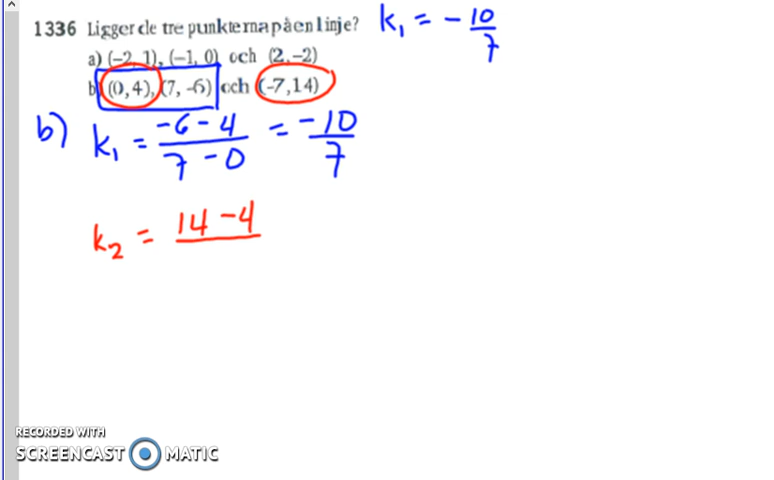 1336 Ligger de tre punkterna på en linje?
a) (−2, 1), (−1, 0) och (2, −2)
b) (0, 4), (7, −6) och (−7, 14)
k₁ = −10/7
b) k₁ = −6−4/7−0 = −10/7
k₂ = 14−4
RECORDED WITH
SCREENCAST MATIC